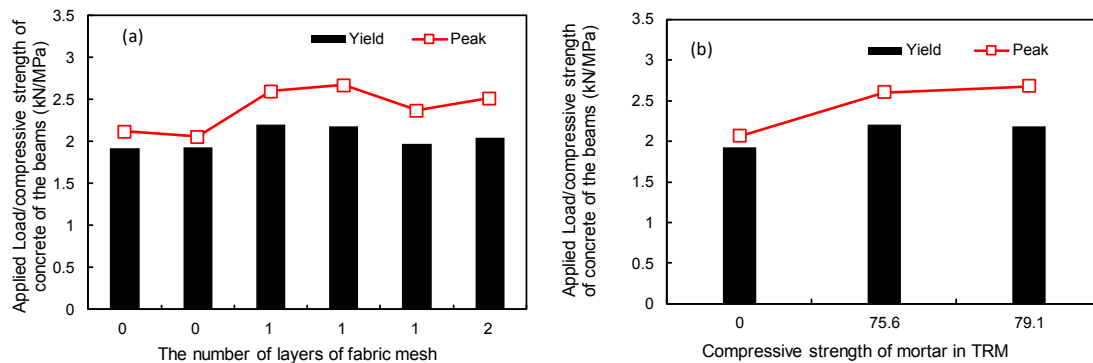 Applied Load/compressive strength of
concrete of the beams (kN/MPa)
3.5
3
2.5
2
1.5
1
0.5
0
(a)
Yield
Peak
0 0 1 1 1 2
The number of layers of fabric mesh
Applied Load/compressive strength
of concrete of the beams (kN/MPa)
3.5
3
2.5
2
1.5
1
0.5
0
(b)
Yield
Peak
0 75.6 79.1
Compressive strength of mortar in TRM